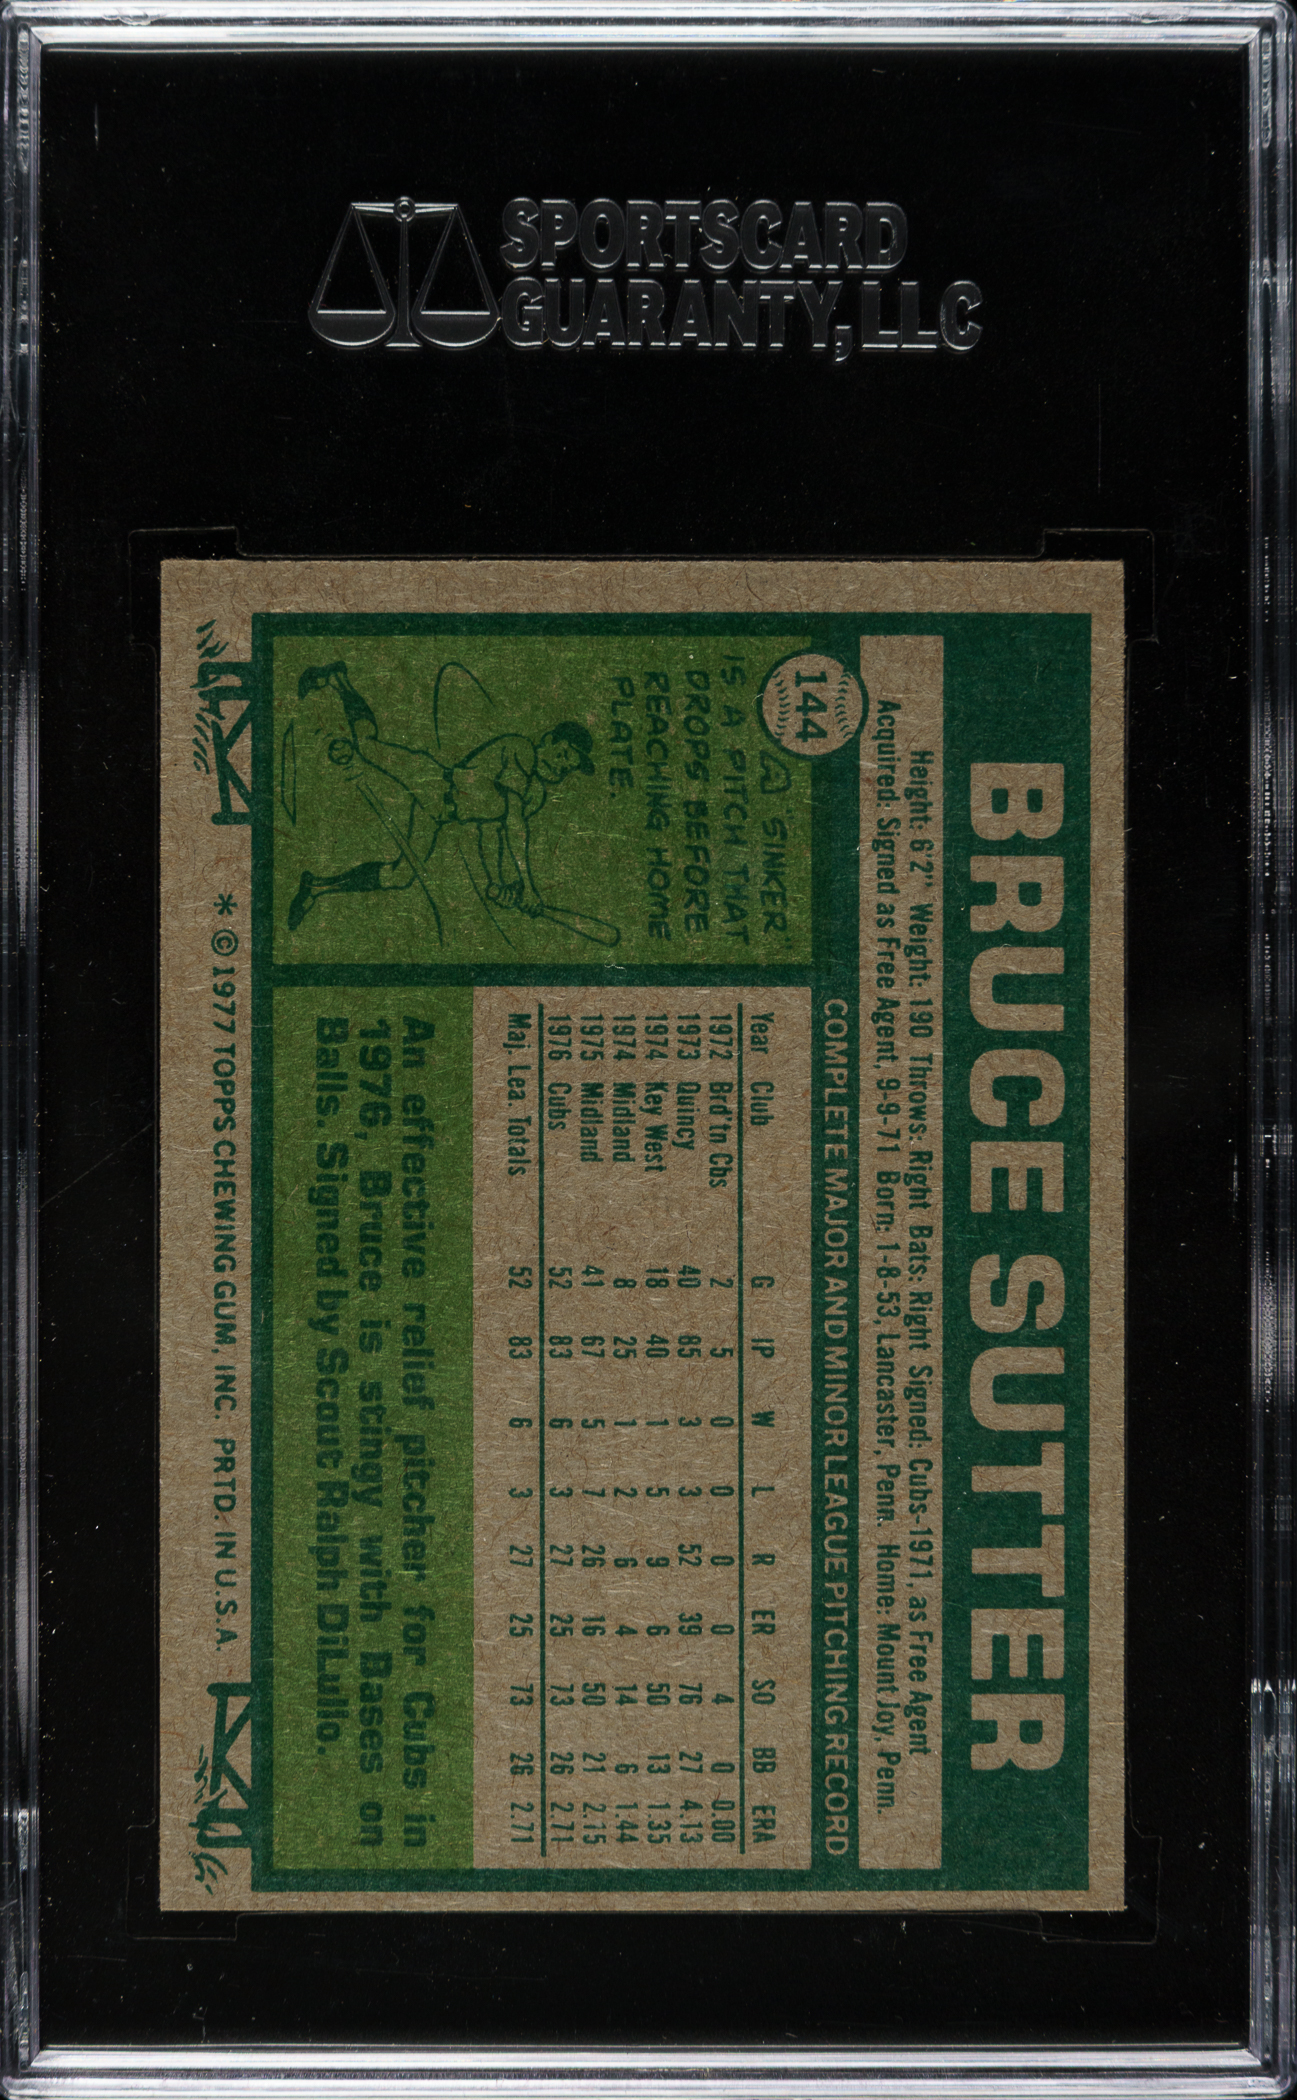 SPORTSCARD
GUARANTY, LLC
BRUCE SUTTER
Height: 6'2" Weight: 190 Throws: Right Bats: Right Signed: Cubs-1971, as Free Agent
Acquired: Signed as Free Agent, 9-9-71 Born: 1-8-53, Lancaster, Penn. Home: Mount Joy, Penn.
144
COMPLETE MAJOR AND MINOR LEAGUE PITCHING RECORD
A "SINKER"
IS A PITCH THAT
DROPS BEFORE
REACHING HOME
PLATE.
Year Club G IP W L R ER SO BB ERA
1972 Brd'tn Cbs 2 5 0 0 0 0 4 0 0.00
1973 Quincy 40 85 3 3 52 39 76 27 4.13
1974 Key West 18 40 1 5 9 6 50 13 1.35
1974 Midland 8 25 1 2 6 4 14 6 1.44
1975 Midland 41 67 5 7 26 16 50 21 2.15
1976 Cubs 52 83 6 3 27 25 73 26 2.71
Maj. Lea. Totals 52 83 6 3 27 25 73 26 2.71
An effective relief pitcher for Cubs in
1976, Bruce is stingy with Bases on
Balls. Signed by Scout Ralph DiLullo.
* © 1977 TOPPS CHEWING GUM, INC. PRTD. IN U.S.A.